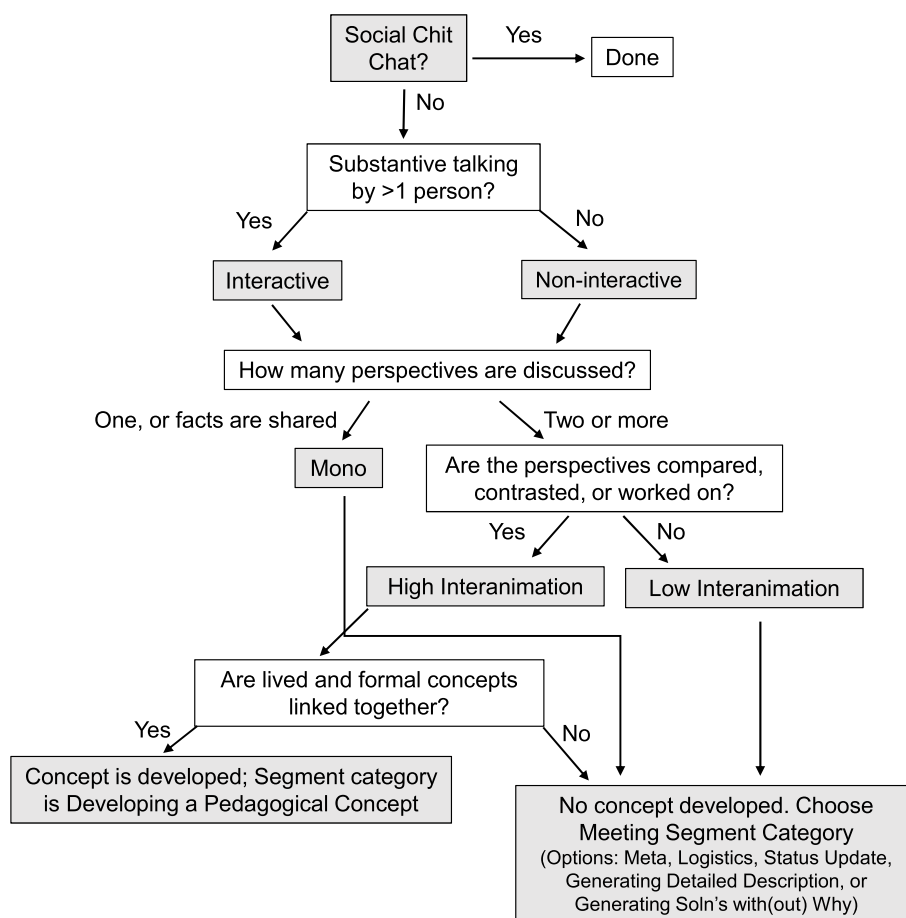 Social Chit
Chat?
Yes
Done
No
Substantive talking
by >1 person?
Yes
No
Interactive
Non-interactive
How many perspectives are discussed?
One, or facts are shared
Two or more
Mono
Are the perspectives compared,
contrasted, or worked on?
Yes
No
High Interanimation
Low Interanimation
Are lived and formal concepts
linked together?
Yes
No
Concept is developed; Segment category
is Developing a Pedagogical Concept
No concept developed. Choose
Meeting Segment Category
(Options: Meta, Logistics, Status Update,
Generating Detailed Description, or
Generating Soln's with(out) Why)